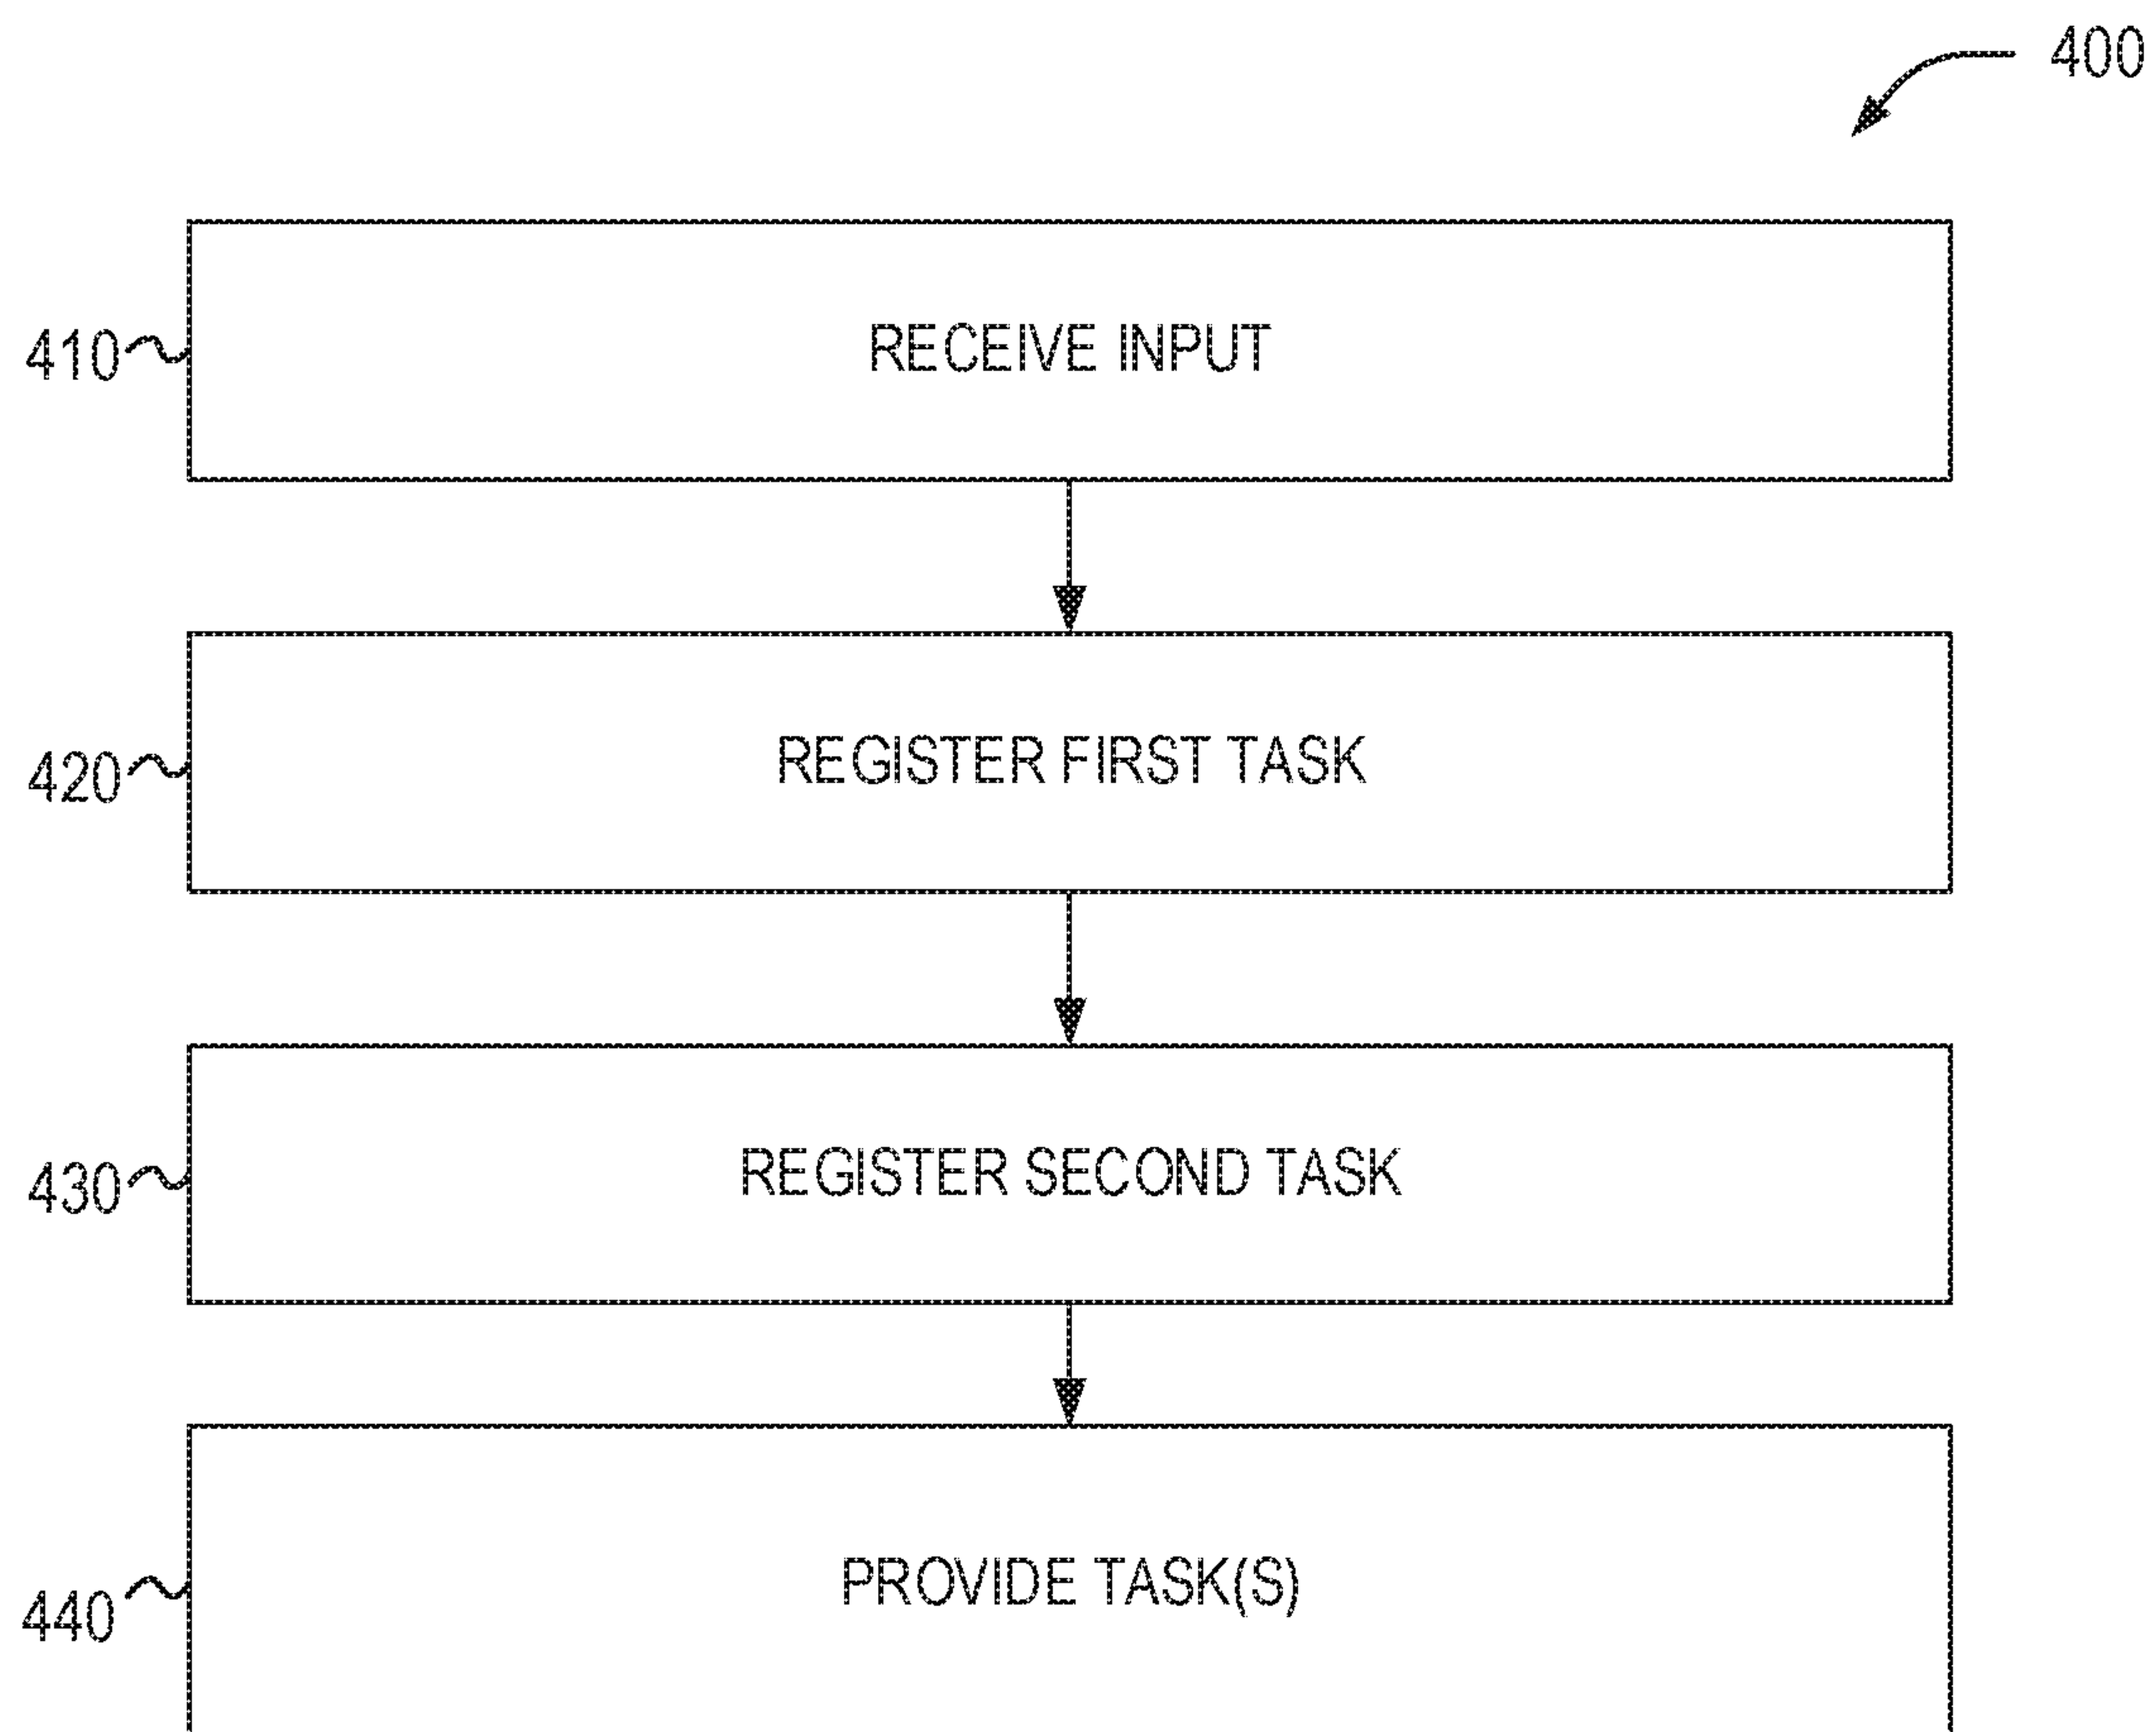 400
410 RECEIVE INPUT
420 REGISTER FIRST TASK
430 REGISTER SECOND TASK
440 PROVIDE TASK(S)